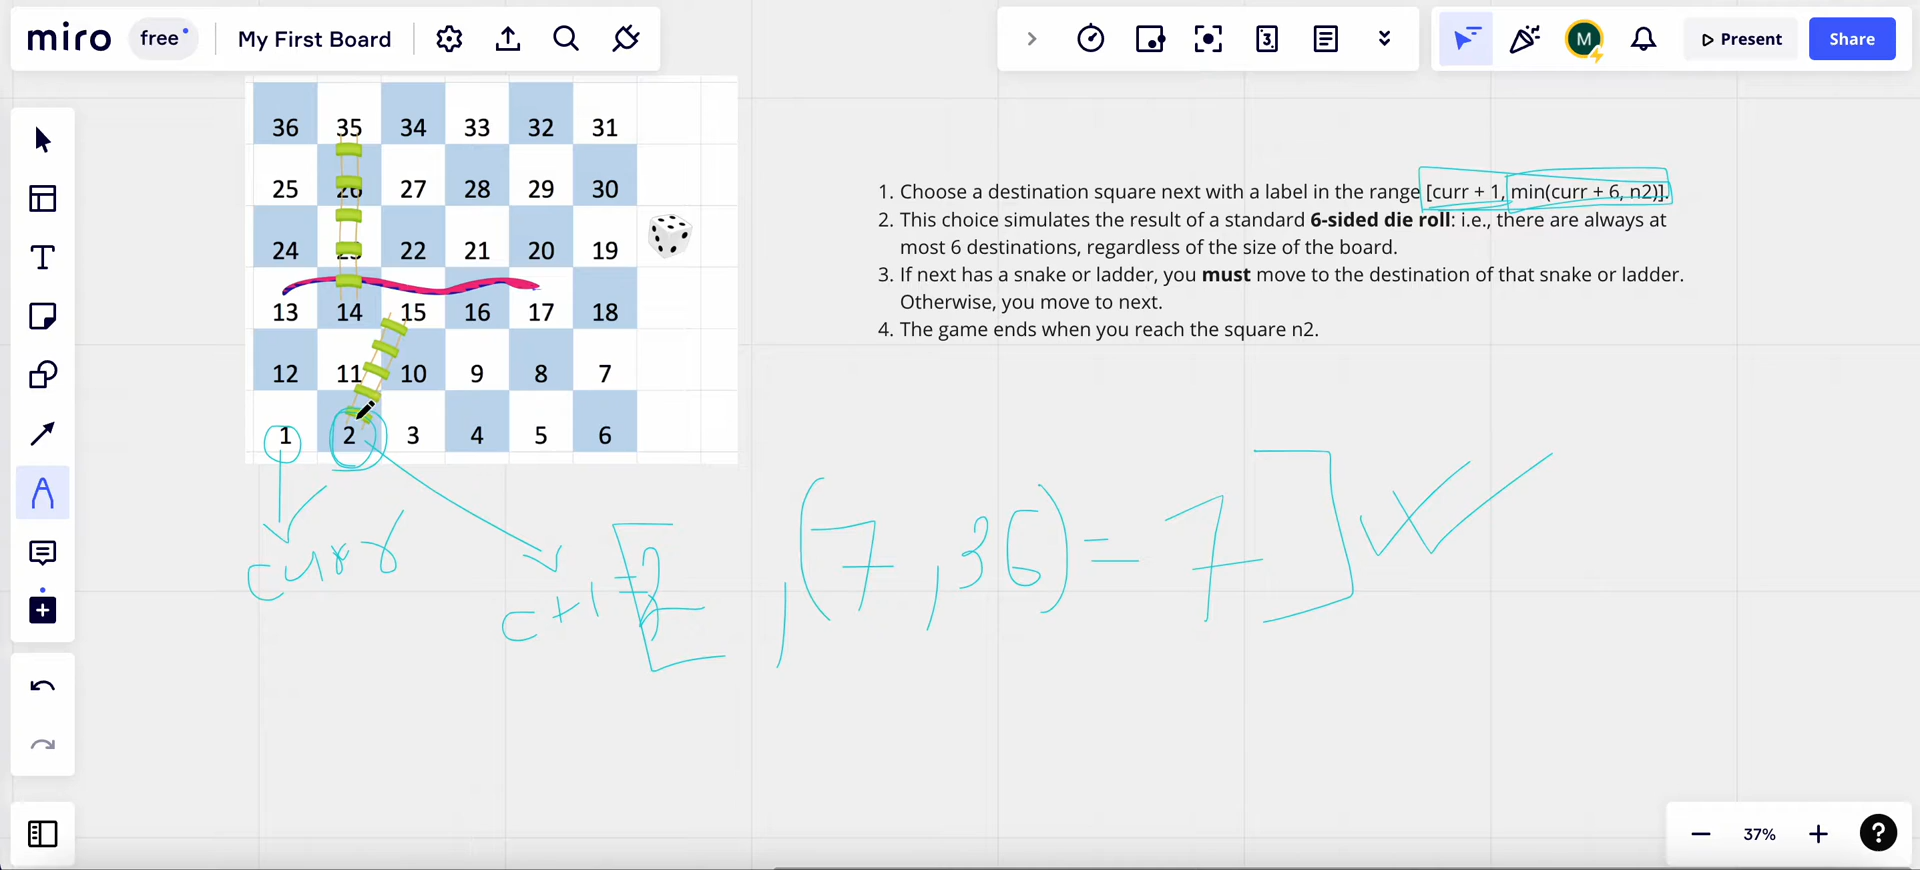 miro free My First Board
Present Share
M
36 35 34 33 32 31
25 26 27 28 29 30
24 23 22 21 20 19
13 14 15 16 17 18
12 11 10 9 8 7
1 2 3 4 5 6
1. Choose a destination square next with a label in the range [curr + 1, min(curr + 6, n2)].
2. This choice simulates the result of a standard 6-sided die roll: i.e., there are always at
most 6 destinations, regardless of the size of the board.
3. If next has a snake or ladder, you must move to the destination of that snake or ladder.
Otherwise, you move to next.
4. The game ends when you reach the square n2.
curr
c+1 = [2 , (7, 36) = 7]
37%